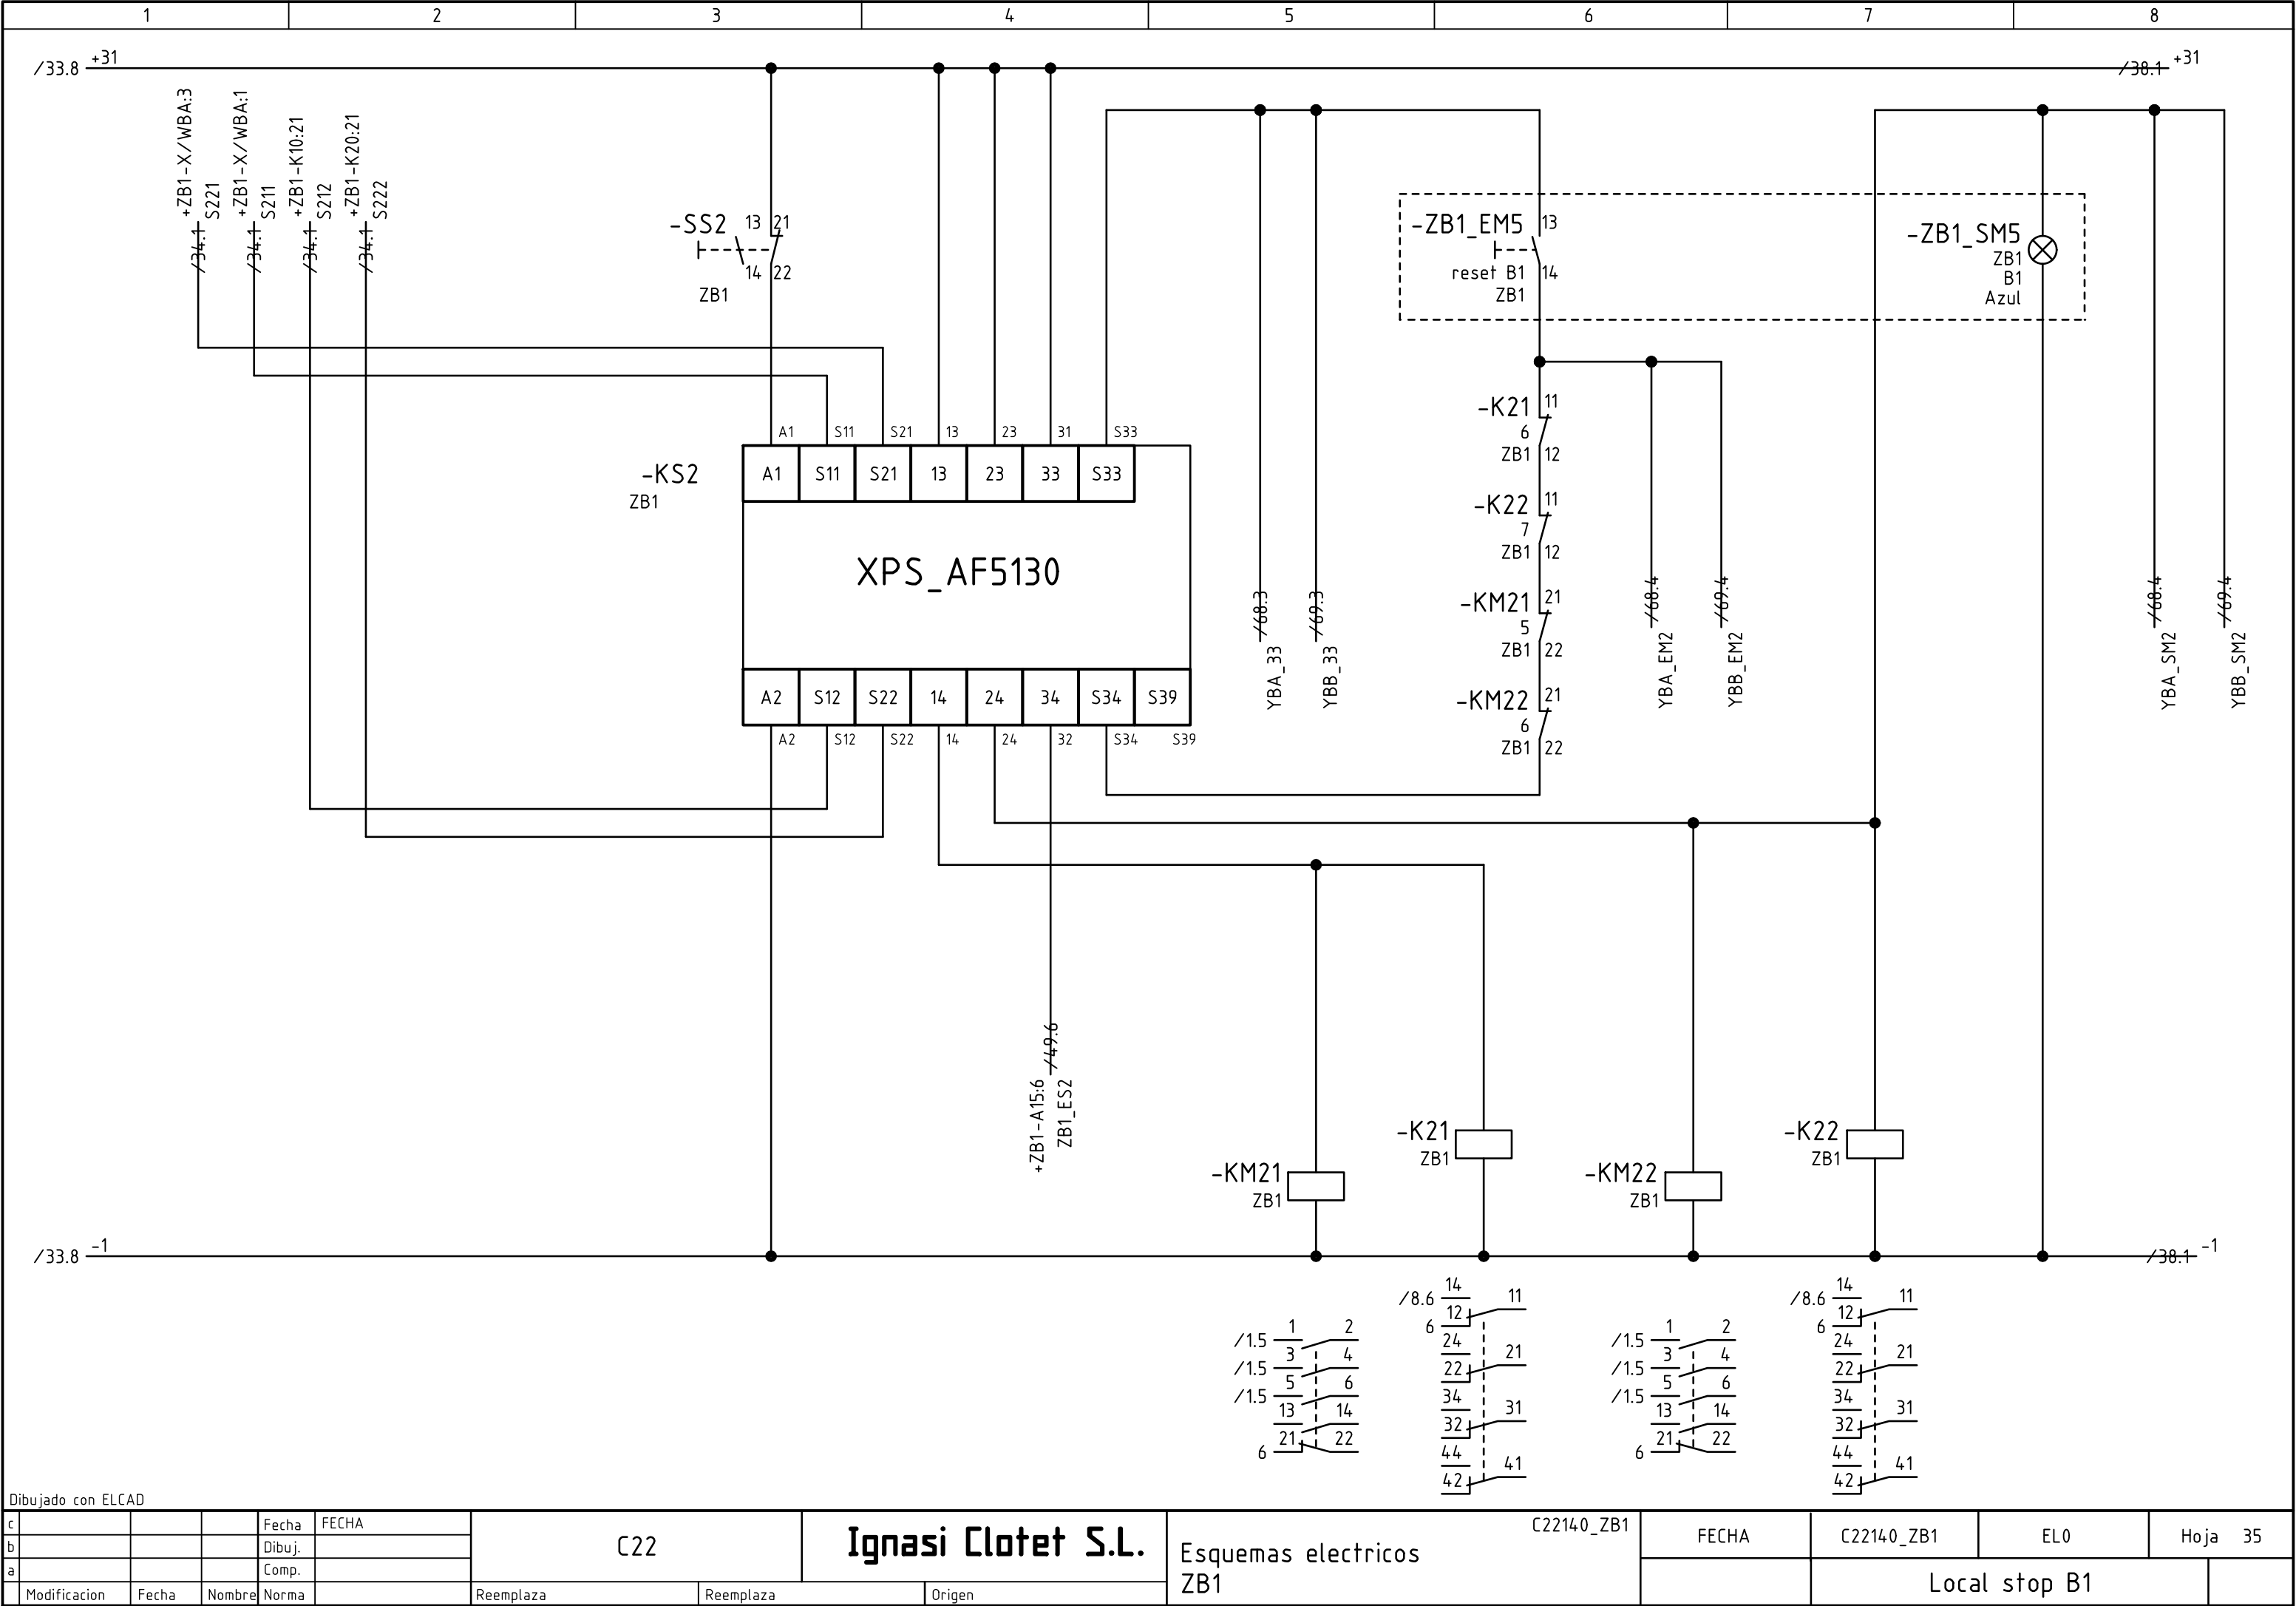 1 2 3 4 5 6 7 8
/33.8 +31
/38.1 +31
+ZB1-X/WBA:3
S221
/34.1
+ZB1-X/WBA:1
S211
/34.1
+ZB1-K10:21
S212
/34.1
+ZB1-K20:21
S222
/34.1
-SS2 13 21
14 22
ZB1
-ZB1_EM5 13
reset B1 14
ZB1
-ZB1_SM5
ZB1
B1
Azul
A1 S11 S21 13 23 31 S33
-KS2
ZB1
A1 S11 S21 13 23 33 S33
XPS_AF5130
A2 S12 S22 14 24 34 S34 S39
A2 S12 S22 14 24 32 S34 S39
/68.3
YBA_33
/69.3
YBB_33
-K21 11
6
ZB1 12
-K22 11
7
ZB1 12
-KM21 21
5
ZB1 22
-KM22 21
6
ZB1 22
/68.4
YBA_EM2
/69.4
YBB_EM2
/68.4
YBA_SM2
/69.4
YBB_SM2
/49.6
+ZB1-A15:6
ZB1_ES2
-KM21
ZB1
-K21
ZB1
-KM22
ZB1
-K22
ZB1
/33.8 -1
/38.1 -1
/1.5 1 2
/1.5 3 4
/1.5 5 6
13 14
6 21 22
/8.6 14
6 12 11
24
22 21
34
32 31
44
42 41
/1.5 1 2
/1.5 3 4
/1.5 5 6
13 14
6 21 22
/8.6 14
6 12 11
24
22 21
34
32 31
44
42 41
Dibujado con ELCAD
c
b
a
Modificacion Fecha Nombre
Fecha FECHA
Dibuj.
Comp.
Norma
C22
Reemplaza Reemplaza Origen
Ignasi Clotet S.L.
C22140_ZB1
Esquemas electricos
ZB1
FECHA C22140_ZB1 EL0 Hoja 35
Local stop B1